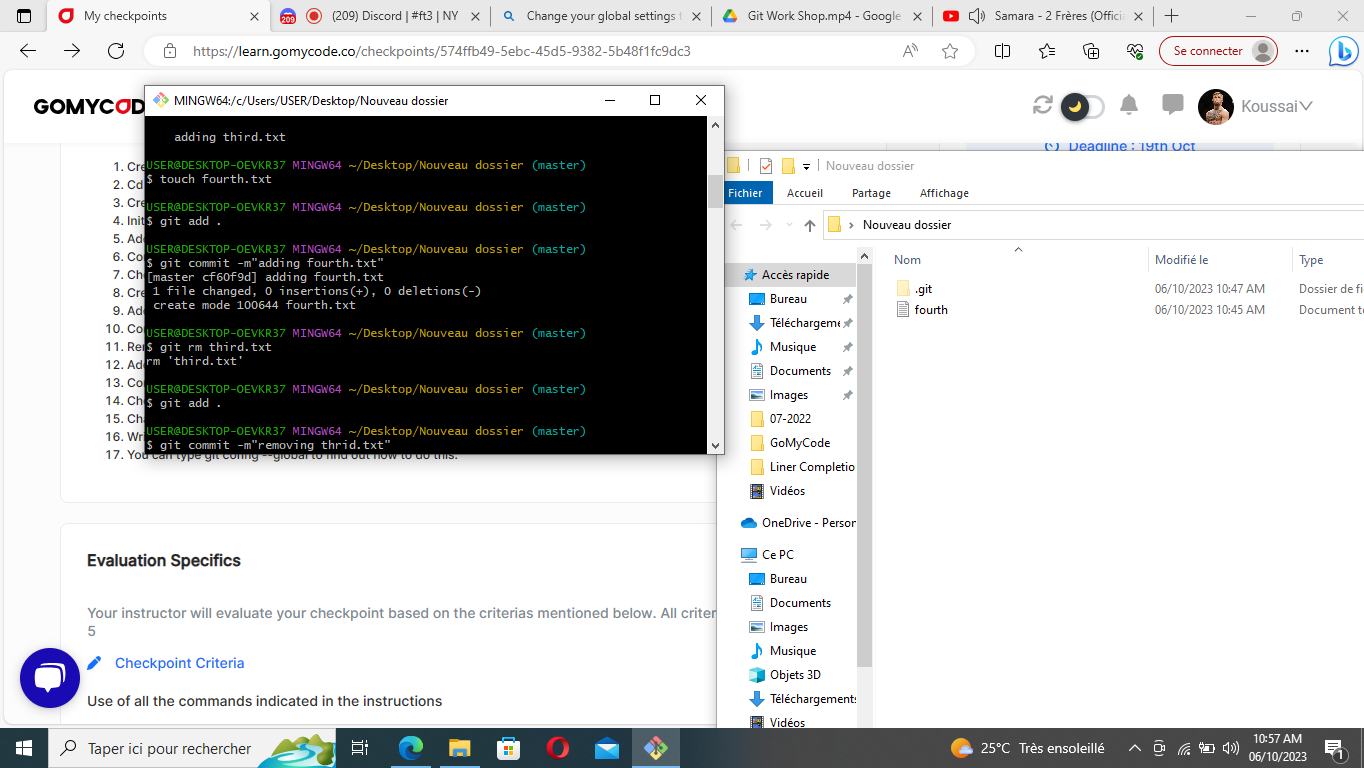 My checkpoints
(209) Discord | #ft3 | NY
Change your global settings t
Git Work Shop.mp4 - Google
Samara - 2 Frères (Offici
https://learn.gomycode.co/checkpoints/574ffb49-5ebc-45d5-9382-5b48f1fc9dc3
Se connecter
GOMYCOD
Koussai
Deadline : 19th Oct
MINGW64:/c/Users/USER/Desktop/Nouveau dossier
adding third.txt
USER@DESKTOP-OEVKR37 MINGW64 ~/Desktop/Nouveau dossier (master)
$ touch fourth.txt
USER@DESKTOP-OEVKR37 MINGW64 ~/Desktop/Nouveau dossier (master)
$ git add .
USER@DESKTOP-OEVKR37 MINGW64 ~/Desktop/Nouveau dossier (master)
$ git commit -m"adding fourth.txt"
[master cf60f9d] adding fourth.txt
1 file changed, 0 insertions(+), 0 deletions(-)
create mode 100644 fourth.txt
USER@DESKTOP-OEVKR37 MINGW64 ~/Desktop/Nouveau dossier (master)
$ git rm third.txt
rm 'third.txt'
USER@DESKTOP-OEVKR37 MINGW64 ~/Desktop/Nouveau dossier (master)
$ git add .
USER@DESKTOP-OEVKR37 MINGW64 ~/Desktop/Nouveau dossier (master)
$ git commit -m"removing thrid.txt"
1. Cre
2. Cd
3. Cre
4. Init
5. Ad
6. Co
7. Ch
8. Cre
9. Ad
10. Co
11. Re
12. Ad
13. Co
14. Ch
15. Ch
16. Wr
17. You can type git config --global to find out how to do this.
Nouveau dossier
Fichier
Accueil
Partage
Affichage
Nouveau dossier
Nom
Modifié le
Type
.git
06/10/2023 10:47 AM
Dossier de fi
fourth
06/10/2023 10:45 AM
Document te
Accès rapide
Bureau
Téléchargeme
Musique
Documents
Images
07-2022
GoMyCode
Liner Completio
Vidéos
OneDrive - Person
Ce PC
Bureau
Documents
Images
Musique
Objets 3D
Téléchargements
Vidéos
Evaluation Specifics
Your instructor will evaluate your checkpoint based on the criterias mentioned below. All criter
5
Checkpoint Criteria
Use of all the commands indicated in the instructions
Taper ici pour rechercher
25°C Très ensoleillé
10:57 AM
06/10/2023
1